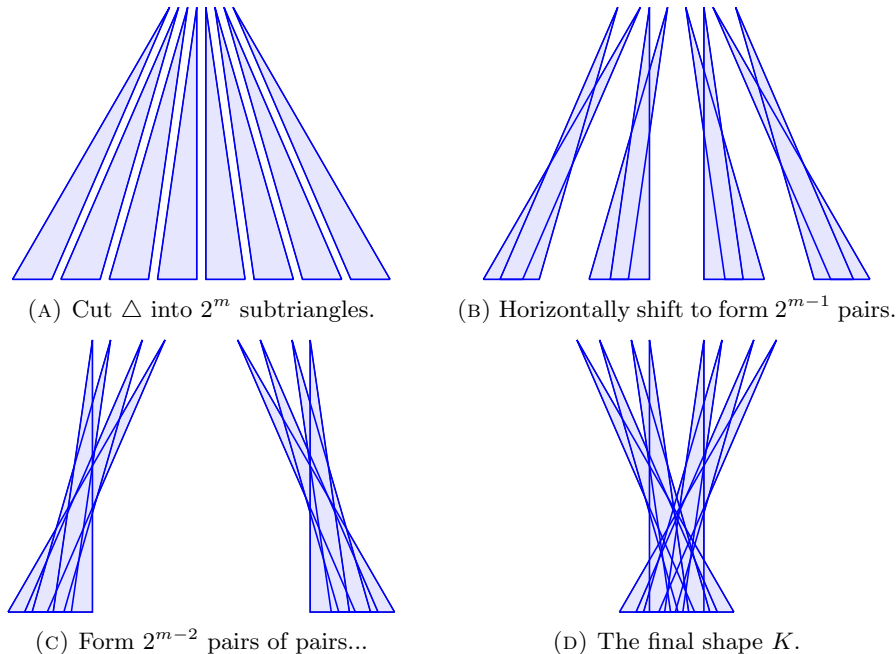 (A) Cut △ into 2^m subtriangles.
(B) Horizontally shift to form 2^{m−1} pairs.
(C) Form 2^{m−2} pairs of pairs...
(D) The final shape K.